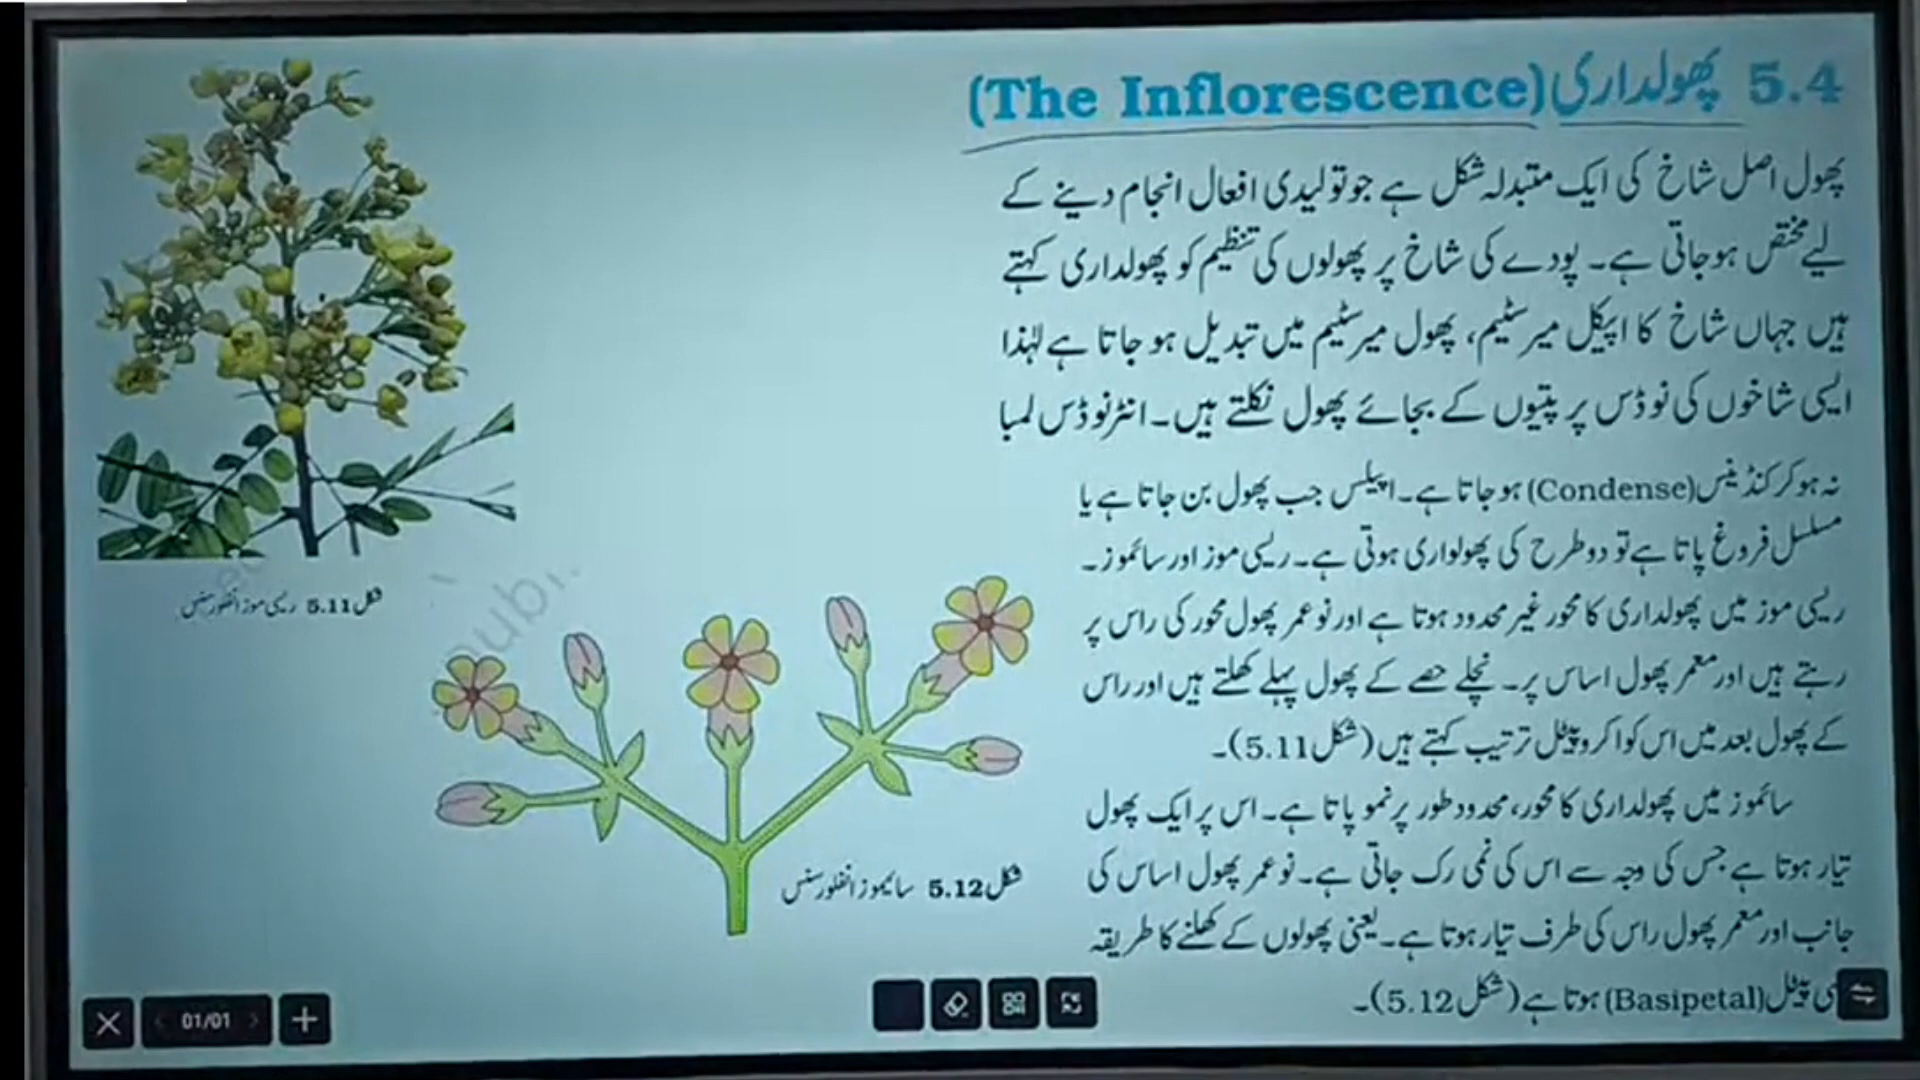 5.4 پھولداری (The Inflorescence)
پھول اصل شاخ کی ایک متبدلہ شکل ہے جو تولیدی افعال انجام دینے کے
لیے مختص ہوجاتی ہے۔ پودے کی شاخ پر پھولوں کی تنظیم کو پھولداری کہتے
ہیں جہاں شاخ کا اپیکل میرسٹیم، پھول میرسٹیم میں تبدیل ہو جاتا ہے لہٰذا
ایسی شاخوں کی نوڈس پر پتیوں کے بجائے پھول نکلتے ہیں۔ انٹرنوڈس لمبا
نہ ہوکر کنڈینس (Condense) ہو جاتا ہے۔ اپیلس جب پھول بن جاتا ہے یا
مسلسل فروغ پاتا ہے تو دو طرح کی پھولواری ہوتی ہے۔ ریسی موز اور سائموز۔
ریسی موز میں پھولداری کا محور غیر محدود ہوتا ہے اور نو عمر پھول محور کی راس پر
رہتے ہیں اور معمر پھول اساس پر۔ نچلے حصے کے پھول پہلے کھلتے ہیں اور راس
کے پھول بعد میں اس کو اکروپیٹل ترتیب کہتے ہیں (شکل 5.11)۔
سائموز میں پھولداری کا محور، محدود طور پر نمو پاتا ہے۔ اس پر ایک پھول
تیار ہوتا ہے جس کی وجہ سے اس کی نمی رک جاتی ہے۔ نو عمر پھول اساس کی
جانب اور معمر پھول راس کی طرف تیار ہوتا ہے۔ یعنی پھولوں کے کھلنے کا طریقہ
سی پیٹل (Basipetal) ہوتا ہے (شکل 5.12)۔
شکل 5.11 ریسی موز انفلورسنس
شکل 5.12 سائیموز انفلورسنس
01/01